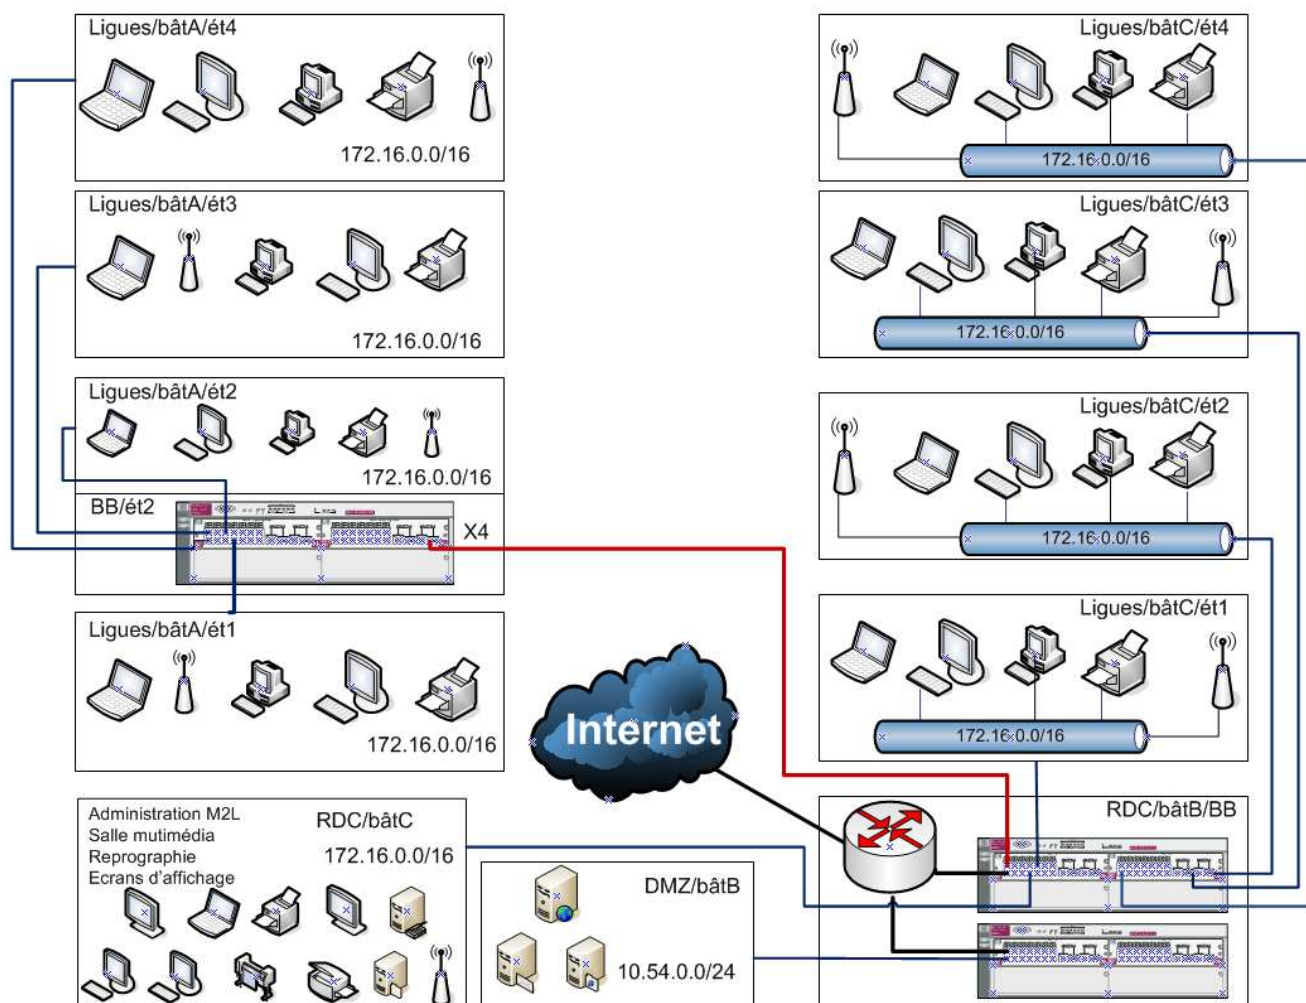 Ligues/bâtA/ét4
172.16.0.0/16
Ligues/bâtA/ét3
172.16.0.0/16
Ligues/bâtA/ét2
172.16.0.0/16
BB/ét2
X4
Ligues/bâtA/ét1
172.16.0.0/16
Administration M2L
Salle mutimédia
Reprographie
Ecrans d'affichage
RDC/bâtC
172.16.0.0/16
Internet
DMZ/bâtB
10.54.0.0/24
Ligues/bâtC/ét4
172.16.0.0/16
Ligues/bâtC/ét3
172.16.0.0/16
Ligues/bâtC/ét2
172.16.0.0/16
Ligues/bâtC/ét1
172.16.0.0/16
RDC/bâtB/BB